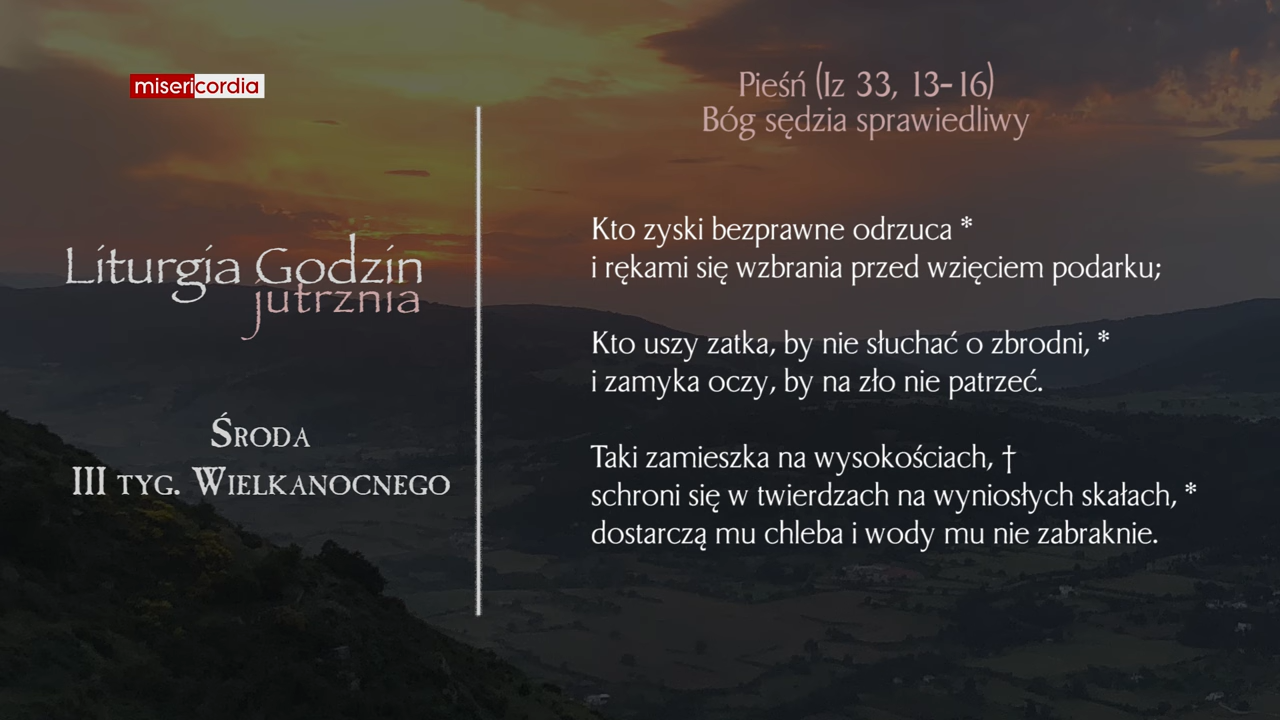 misericordia
Liturgia Godzin
jutrznia
Środa
III tyg. Wielkanocnego
Pieśń (Iz 33, 13-16)
Bóg sędzia sprawiedliwy
Kto zyski bezprawne odrzuca *
i rękami się wzbrania przed wzięciem podarku;
Kto uszy zatka, by nie słuchać o zbrodni, *
i zamyka oczy, by na zło nie patrzeć.
Taki zamieszka na wysokościach, †
schroni się w twierdzach na wyniosłych skałach, *
dostarczą mu chleba i wody mu nie zabraknie.